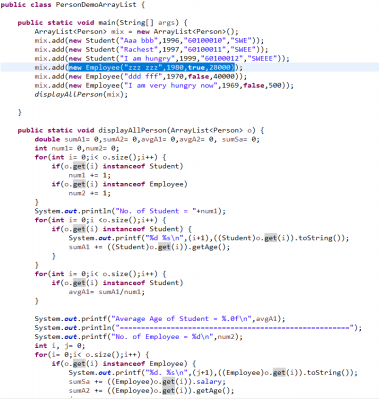 public class PersonDemoArrayList {
public static void main(String[] args) {
ArrayList<Person> mix = new ArrayList<Person>();
mix.add(new Student("Aaa bbb",1996,"60100010","SWE"));
mix.add(new Student("Rachest",1997,"60100011","SWEE"));
mix.add(new Student("I am hungry",1999,"60100012","SWEEE"));
mix.add(new Employee("zzz zzz",1980,true,28000));
mix.add(new Employee("ddd fff",1970,false,40000));
mix.add(new Employee("I am very hungry now",1969,false,500));
displayAllPerson(mix);
}
public static void displayAllPerson(ArrayList<Person> o) {
double sumA1= 0,sumA2= 0,avgA1= 0,avgA2= 0, sumSa= 0;
int num1= 0,num2= 0;
for(int i= 0;i< o.size();i++) {
if(o.get(i) instanceof Student)
num1 += 1;
if(o.get(i) instanceof Employee)
num2 += 1;
}
System.out.println("No. of Student = "+num1);
for(int i= 0;i< o.size();i++) {
if(o.get(i) instanceof Student) {
System.out.printf("%d %s\n",(i+1),((Student)o.get(i)).toString());
sumA1 += ((Student)o.get(i)).getAge();
}
}
for(int i= 0;i< o.size();i++) {
if(o.get(i) instanceof Student)
avgA1= sumA1/num1;
}
System.out.printf("Average Age of Student = %.0f\n",avgA1);
System.out.printf("No. of Employee = %d\n",num2);
int i, j= 0;
for(i= 0;i< o.size();i++) {
if(o.get(i) instanceof Employee) {
System.out.printf("%d. %s\n",(j+1),((Employee)o.get(i)).toString());
sumSa += ((Employee)o.get(i)).salary;
sumA2 += ((Employee)o.get(i)).getAge();